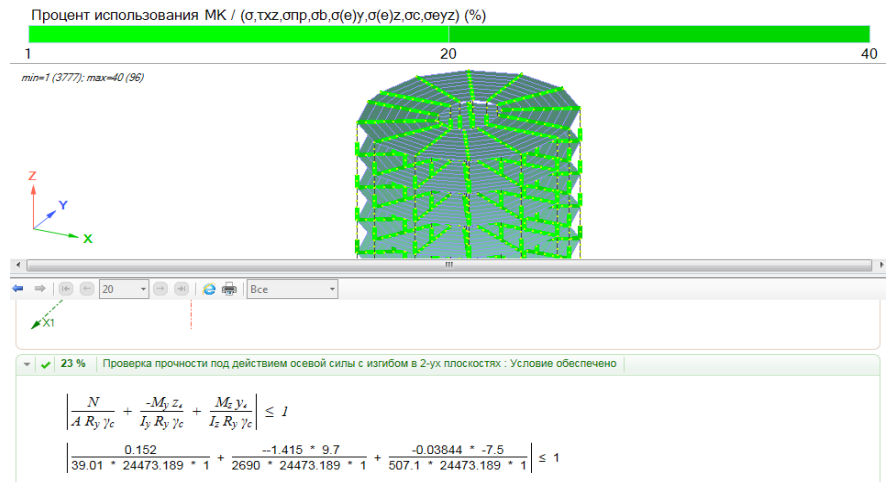 Процент использования МК / (σ,τxz,σпр,σb,σ(e)y,σ(e)z,σc,σeyz) (%)
1 20 40
min=1 (3777); max=40 (96)
Z
Y
X
20 Все
X1
23 % Проверка прочности под действием осевой силы с изгибом в 2-ух плоскостях : Условие обеспечено
|N / (A Ry γc) + -My z / (Iy Ry γc) + Mz y / (Iz Ry γc)| ≤ 1
|0.152 / (39.01 * 24473.189 * 1) + --1.415 * 9.7 / (2690 * 24473.189 * 1) + -0.03844 * -7.5 / (507.1 * 24473.189 * 1)| ≤ 1